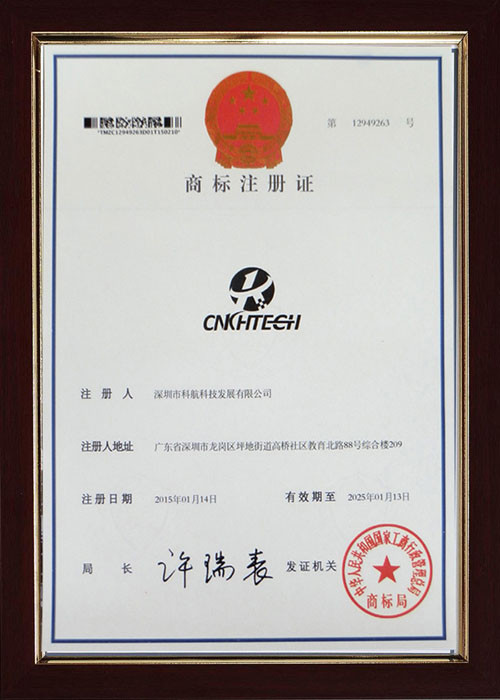 第 12949263 号
*TMZC12949263D01T150210*
商标注册证
CNKHTECH
注 册 人 深圳市科航科技发展有限公司
注册人地址 广东省深圳市龙岗区坪地街道高桥社区教育北路88号综合楼209
注册日期 2015年01月14日 有效期至 2025年01月13日
局 长 许瑞表 发证机关
中华人民共和国国家工商行政管理总局
商标局